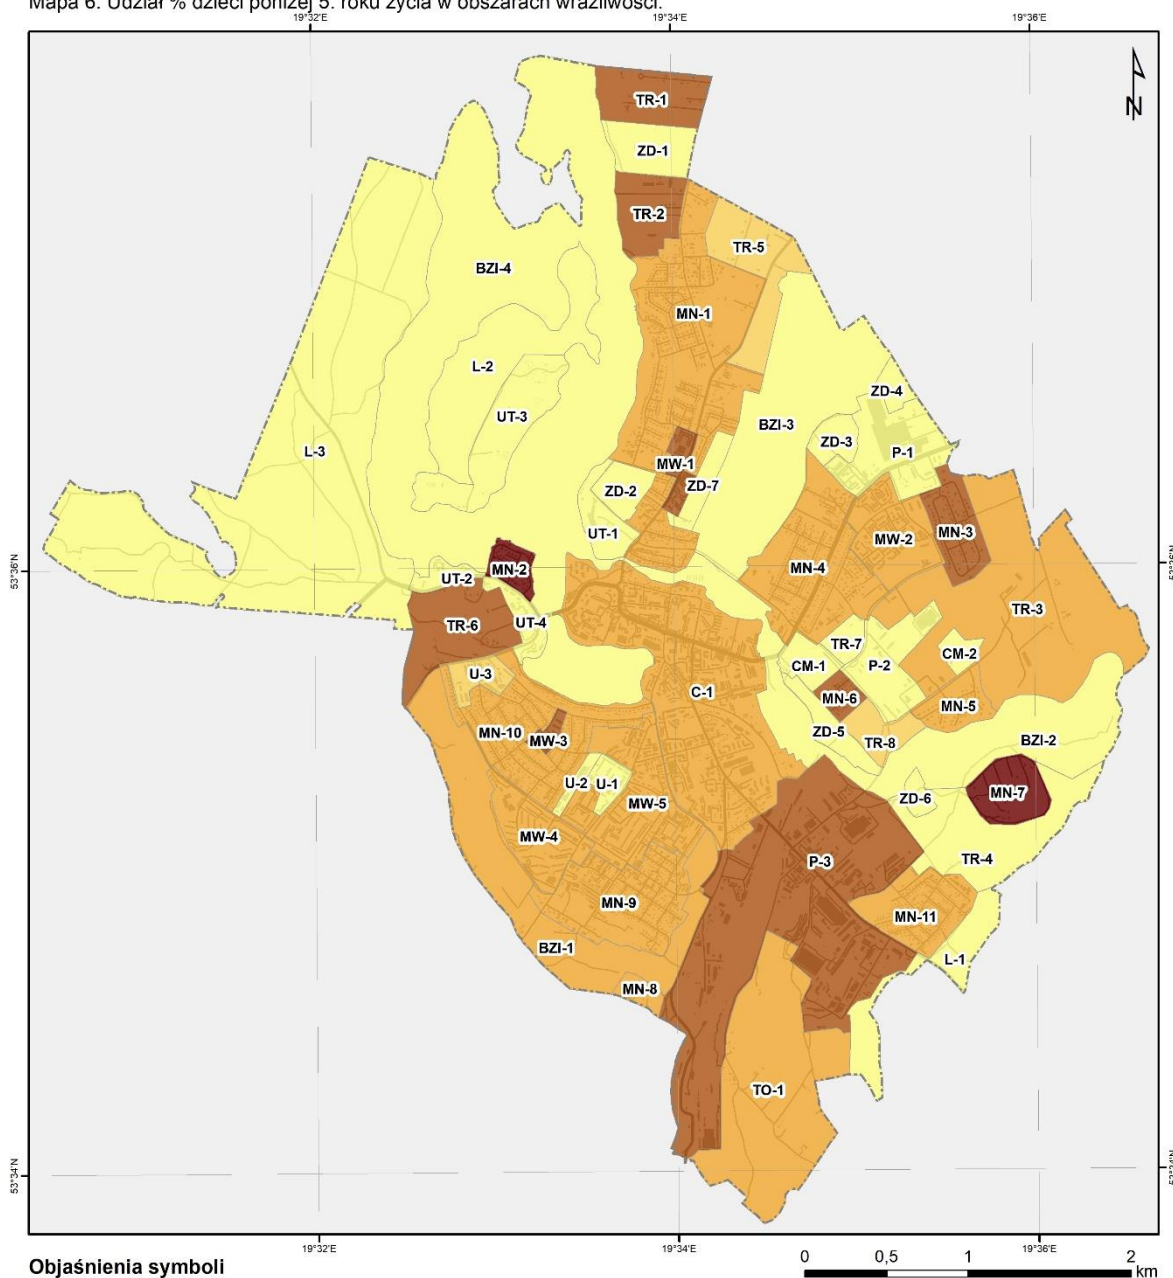 Mapa 6. Udział % dzieci poniżej 5. roku życia w obszarach wrażliwości.
19°32'E 19°34'E 19°36'E
N
TR-1
ZD-1
TR-2
TR-5
BZI-4
MN-1
L-2
ZD-4
UT-3
BZI-3
ZD-3
L-3
P-1
MW-1
ZD-7
ZD-2
UT-1
MN-3
MW-2
53°36'N
MN-2
MN-4
UT-2
TR-3
TR-6
UT-4
TR-7
CM-2
CM-1
P-2
U-3
C-1
MN-6
MN-5
MN-10
MW-3
ZD-5
TR-8
BZI-2
U-2
U-1
MN-7
ZD-6
MW-5
MW-4
TR-4
P-3
MN-9
MN-11
BZI-1
L-1
MN-8
TO-1
53°34'N
19°32'E 19°34'E 19°36'E
Objaśnienia symboli
0 0,5 1 2
km